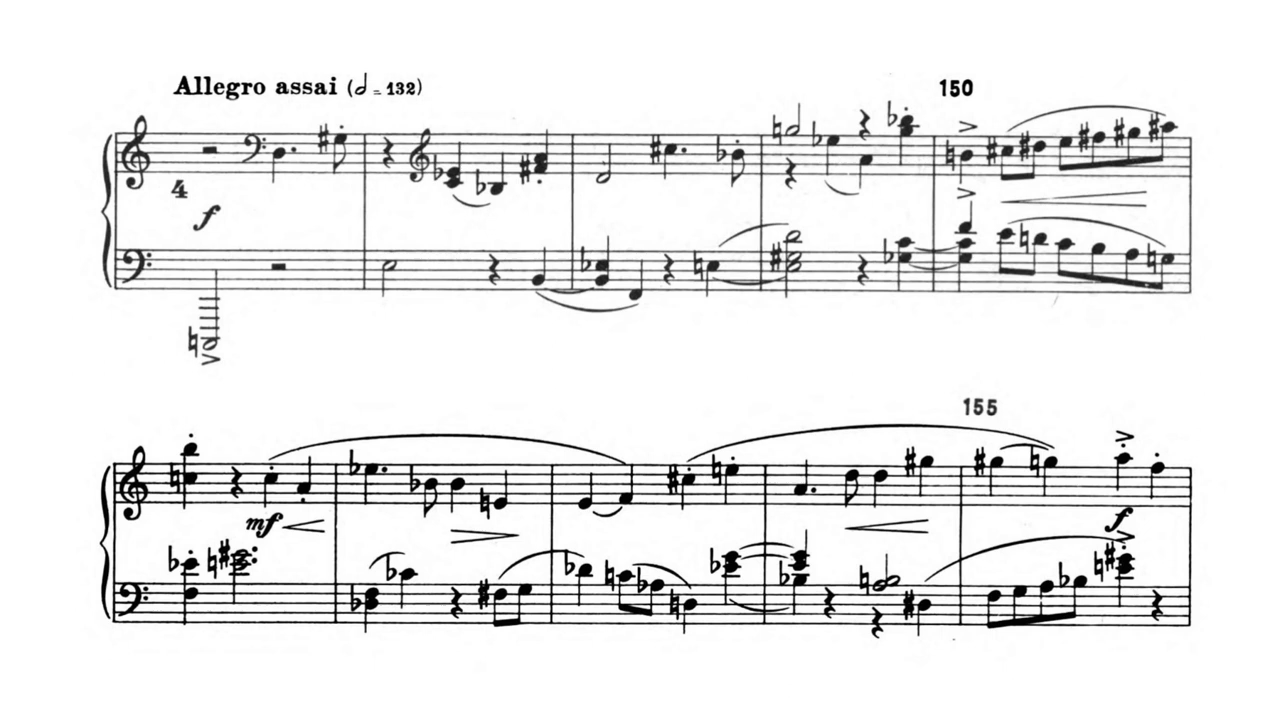 Allegro assai (𝅗𝅥 = 132)
150
4
f
mf
155
f